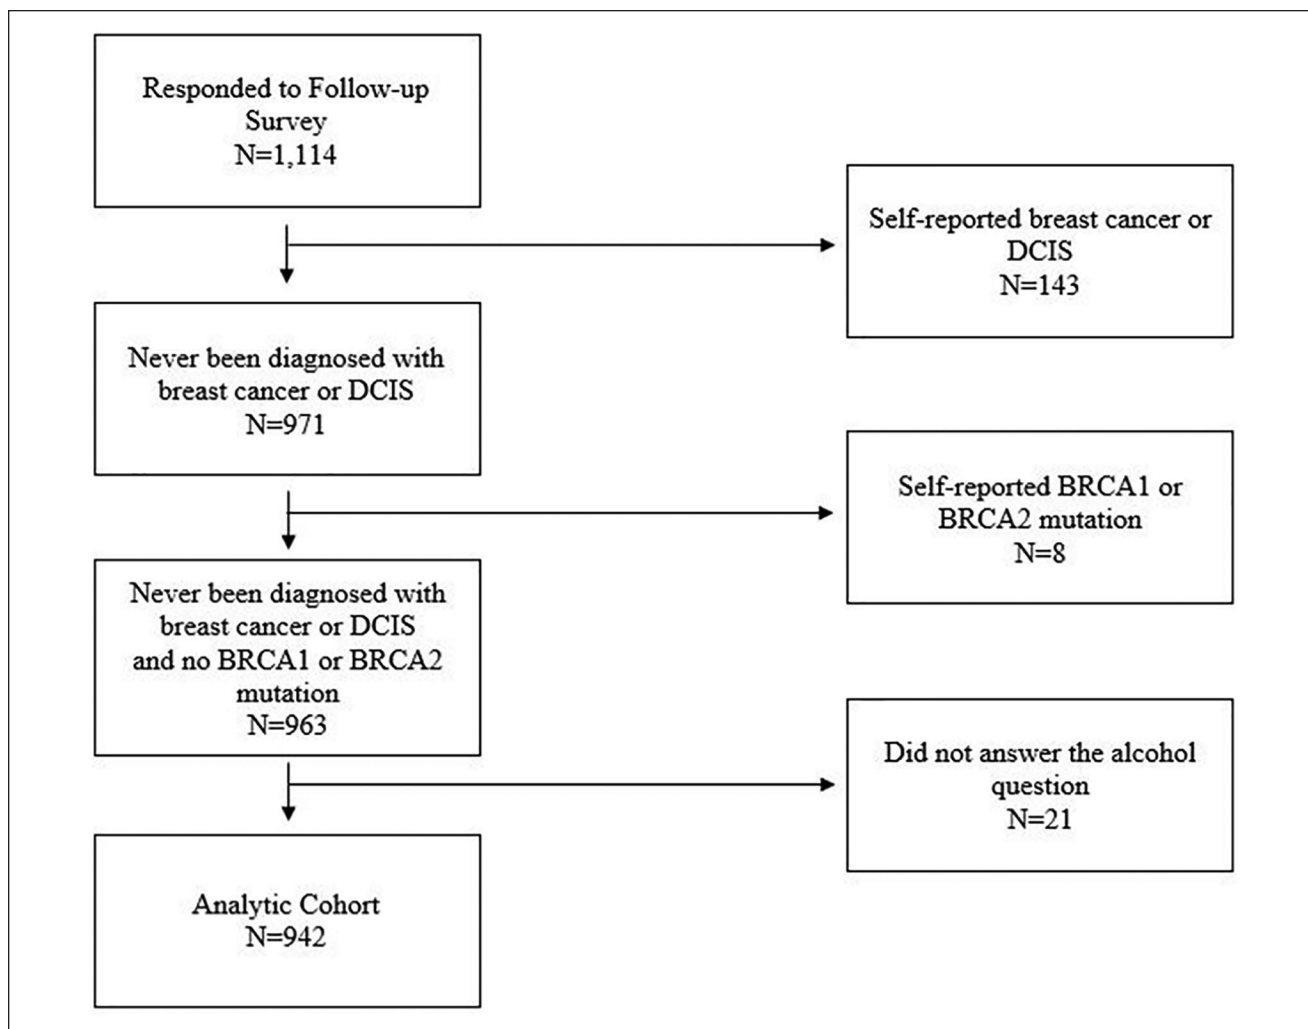 Responded to Follow-up
Survey
N=1,114
Self-reported breast cancer or
DCIS
N=143
Never been diagnosed with
breast cancer or DCIS
N=971
Self-reported BRCA1 or
BRCA2 mutation
N=8
Never been diagnosed with
breast cancer or DCIS
and no BRCA1 or BRCA2
mutation
N=963
Did not answer the alcohol
question
N=21
Analytic Cohort
N=942